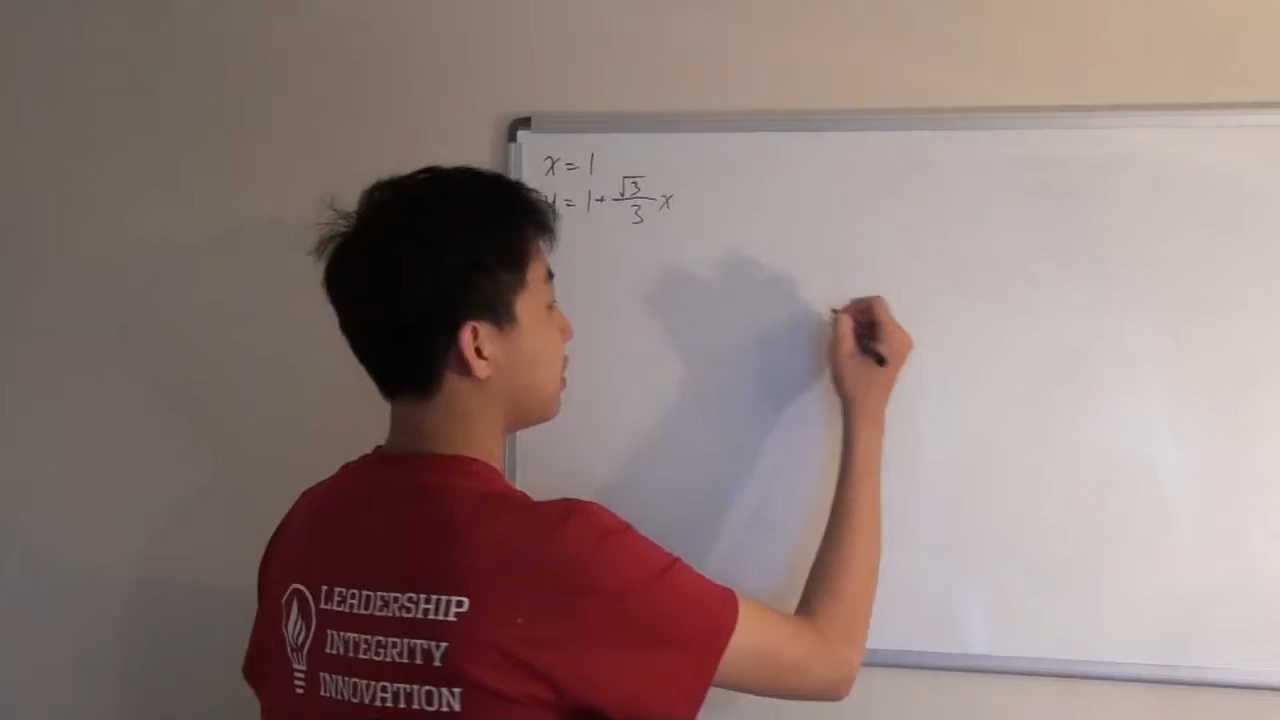 x = 1
y = 1 + √3/3 x
LEADERSHIP
INTEGRITY
INNOVATION